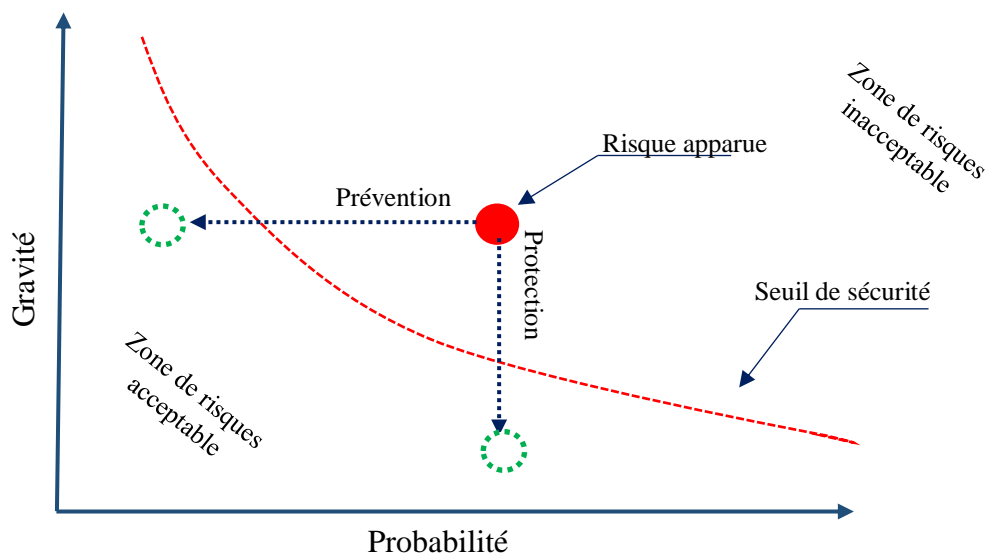 Zone de risques
inacceptable
Risque apparue
Prévention
Protection
Gravité
Seuil de sécurité
Zone de risques
acceptable
Probabilité